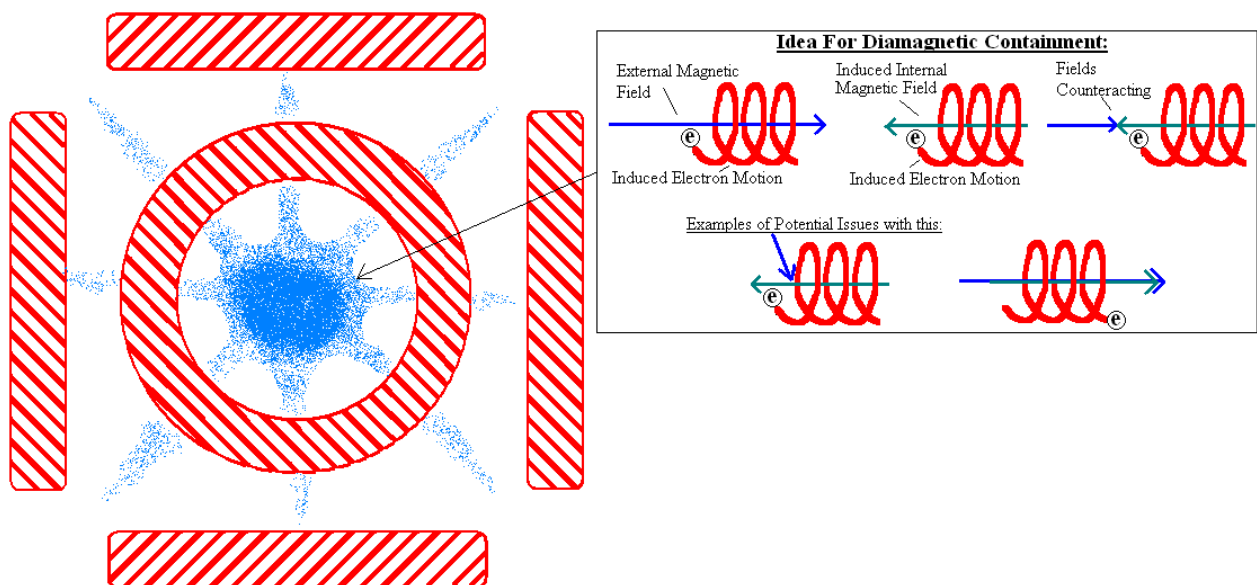 Idea For Diamagnetic Containment:
External Magnetic
Field
Induced Internal
Magnetic Field
Fields
Counteracting
e
e
e
Induced Electron Motion
Induced Electron Motion
Examples of Potential Issues with this:
e
e